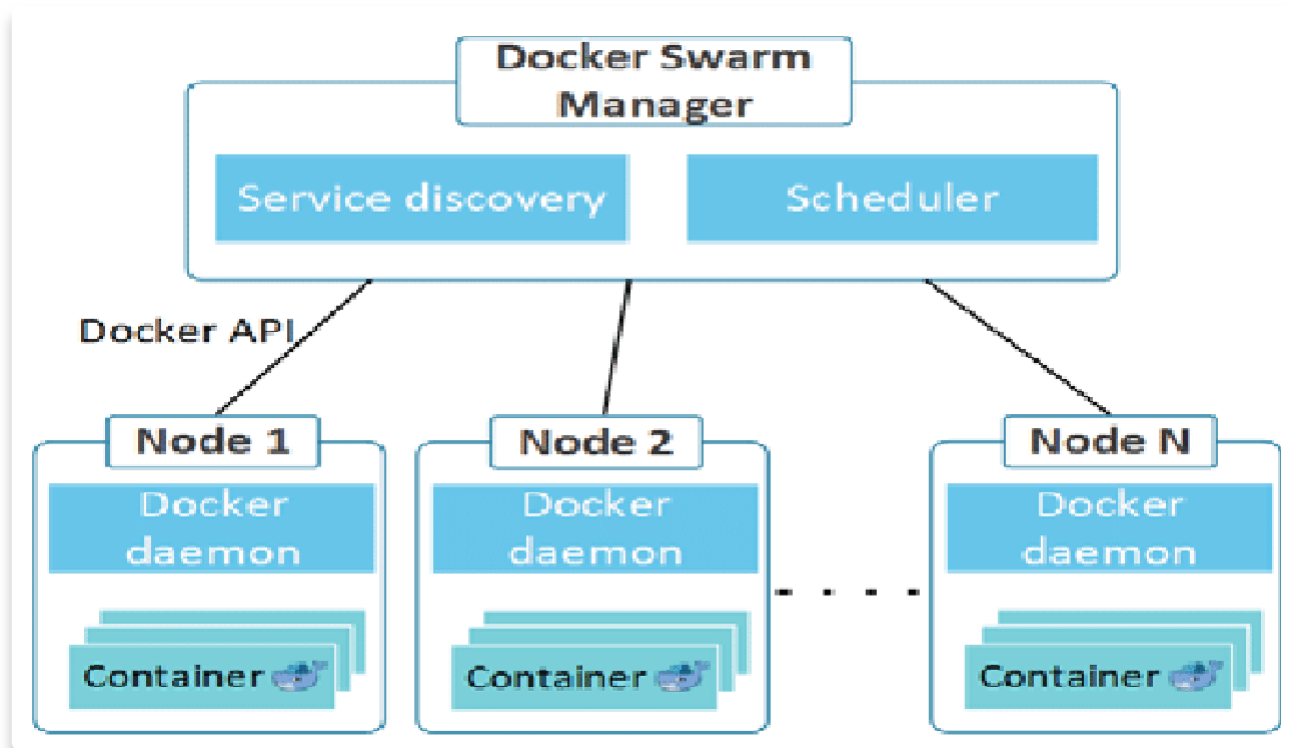 Docker Swarm
Manager
Service discovery
Scheduler
Docker API
Node 1
Node 2
Node N
Docker
daemon
Docker
daemon
Docker
daemon
Container
Container
Container